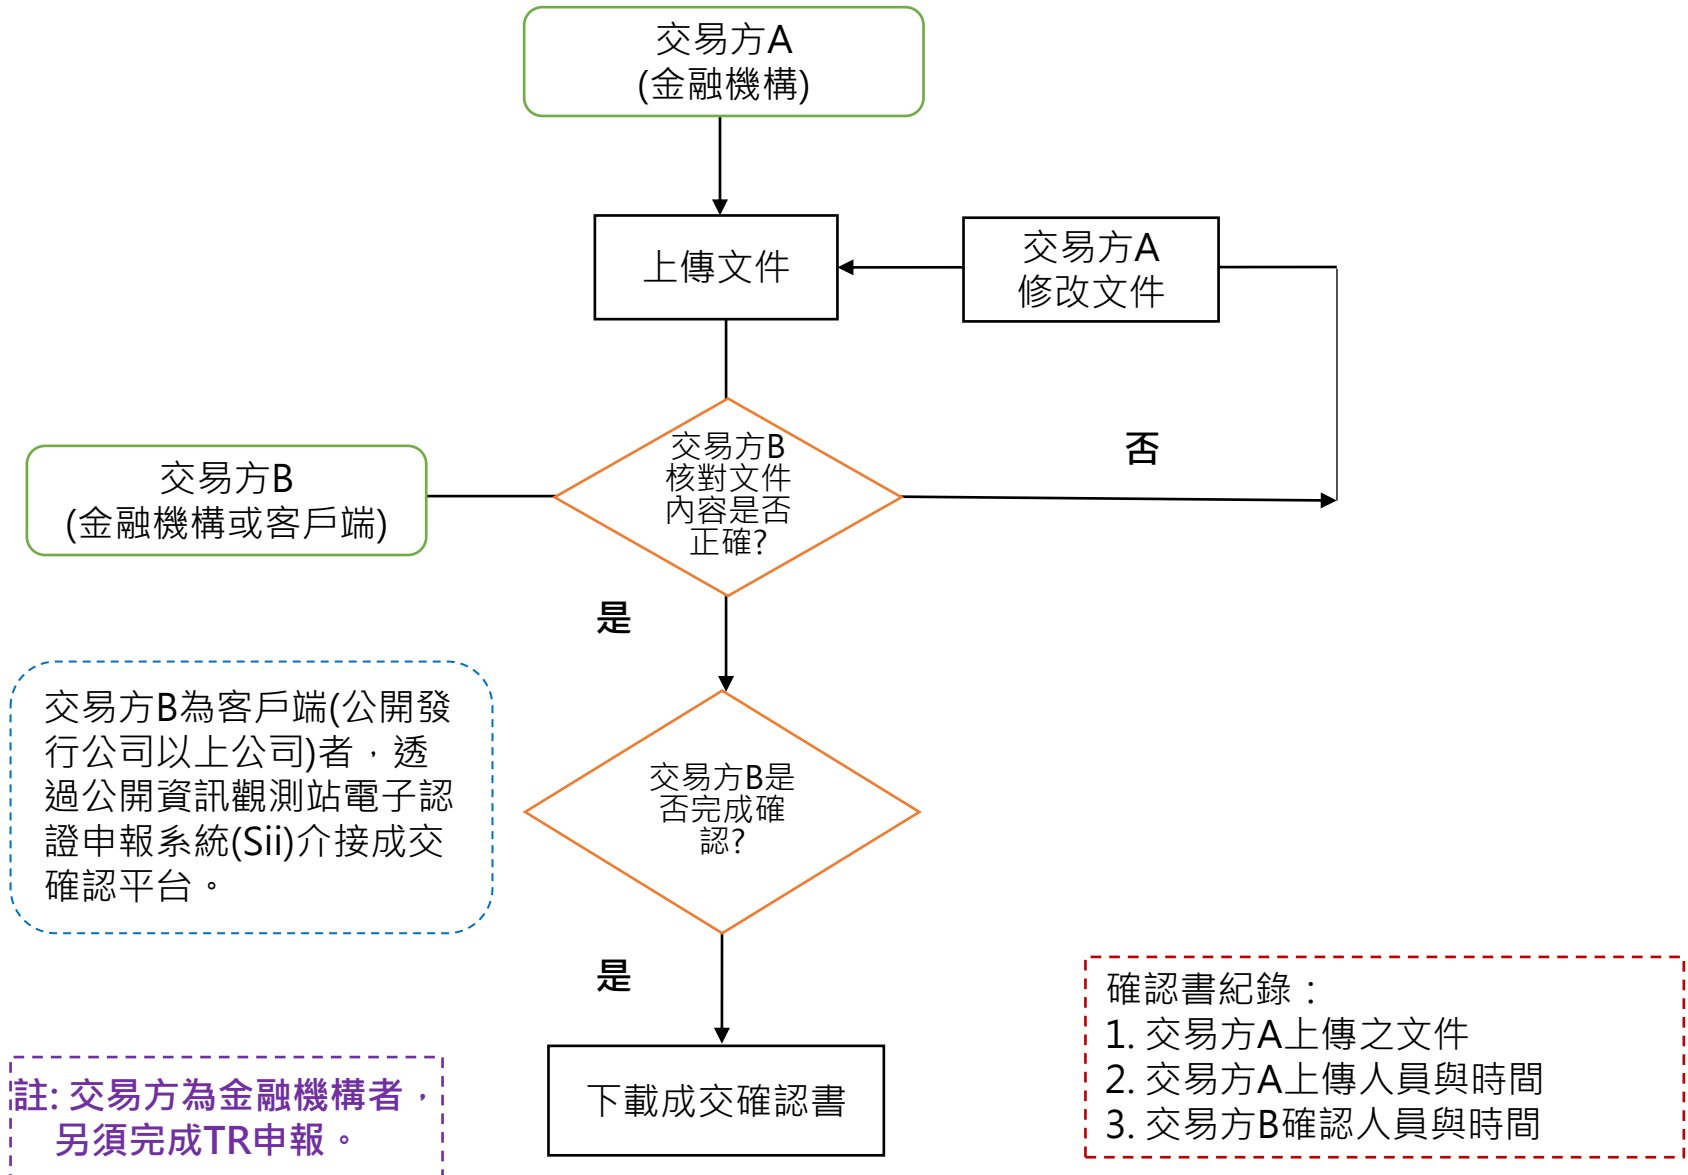 交易方A
(金融機構)
上傳文件
交易方A
修改文件
交易方B
核對文件
內容是否
正確?
否
交易方B
(金融機構或客戶端)
是
交易方B為客戶端(公開發
行公司以上公司)者，透
過公開資訊觀測站電子認
證申報系統(Sii)介接成交
確認平台。
交易方B是
否完成確
認?
是
下載成交確認書
確認書紀錄：
1. 交易方A上傳之文件
2. 交易方A上傳人員與時間
3. 交易方B確認人員與時間
註: 交易方為金融機構者，
另須完成TR申報。